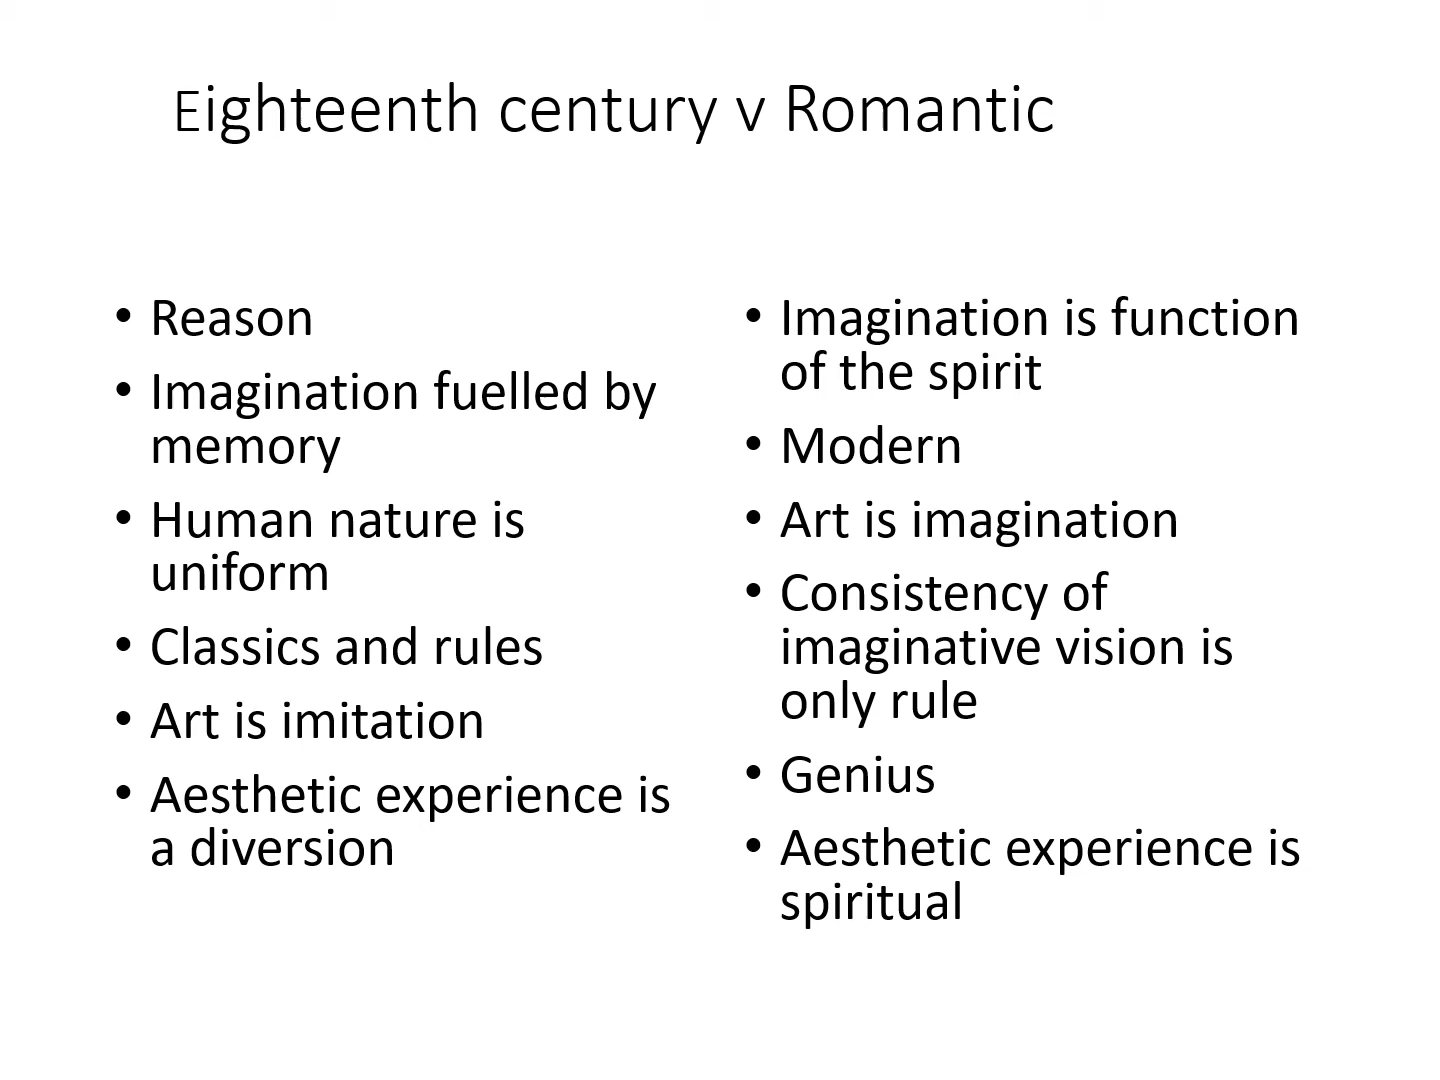 Eighteenth century v Romantic
• Reason
• Imagination fuelled by
memory
• Human nature is
uniform
• Classics and rules
• Art is imitation
• Aesthetic experience is
a diversion
• Imagination is function
of the spirit
• Modern
• Art is imagination
• Consistency of
imaginative vision is
only rule
• Genius
• Aesthetic experience is
spiritual